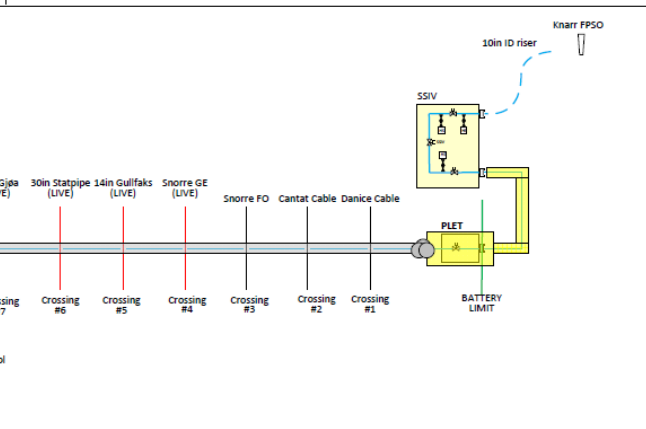 Knarr FPSO
10in ID riser
SSIV
Gjøa
30in Statpipe
(LIVE)
14in Gullfaks
(LIVE)
Snorre GE
(LIVE)
Snorre FO
Cantat Cable
Danice Cable
PLET
Crossing
#6
Crossing
#5
Crossing
#4
Crossing
#3
Crossing
#2
Crossing
#1
BATTERY
LIMIT